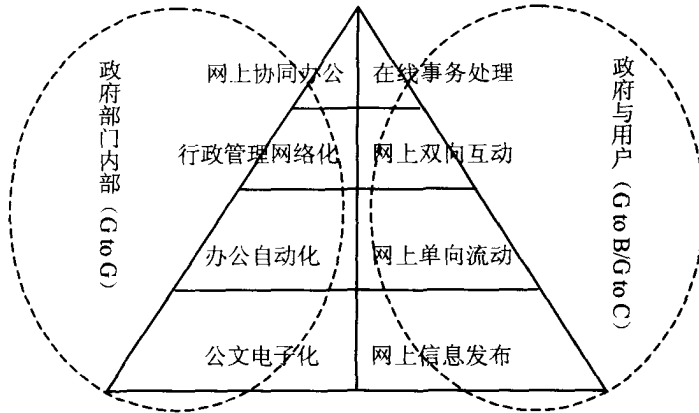 政府部门内部（G to G）
网上协同办公 在线事务处理
行政管理网络化 网上双向互动
办公自动化 网上单向流动
公文电子化 网上信息发布
政府与用户（G to B/G to C）